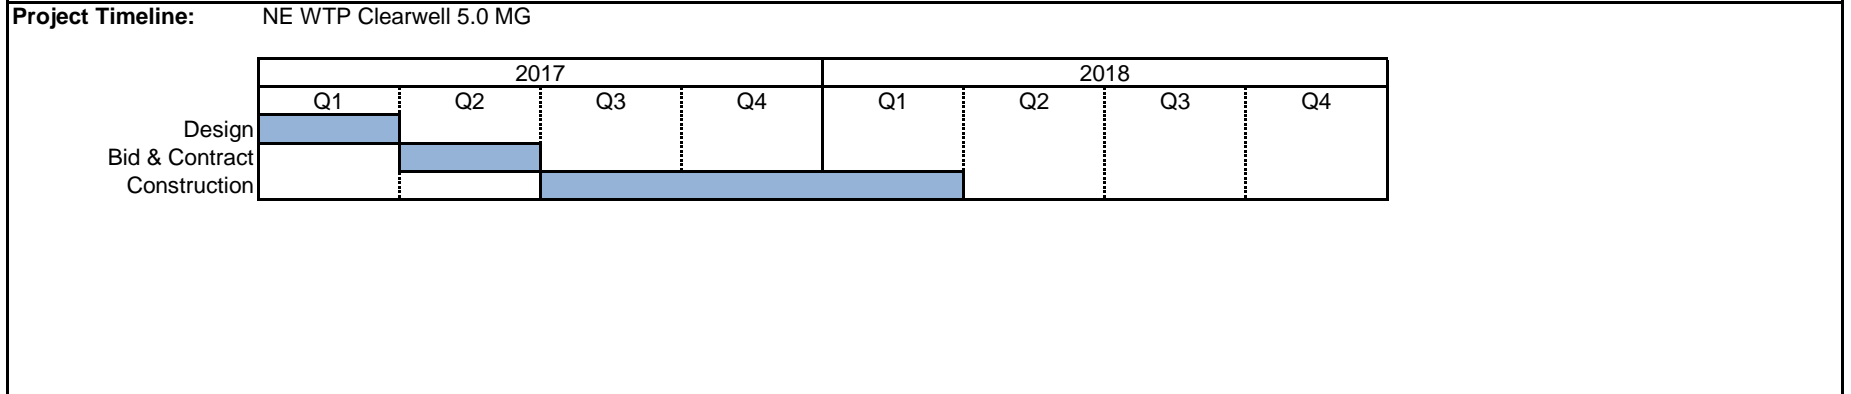 Project Timeline: NE WTP Clearwell 5.0 MG
2017 2018
Q1 Q2 Q3 Q4 Q1 Q2 Q3 Q4
Design
Bid & Contract
Construction